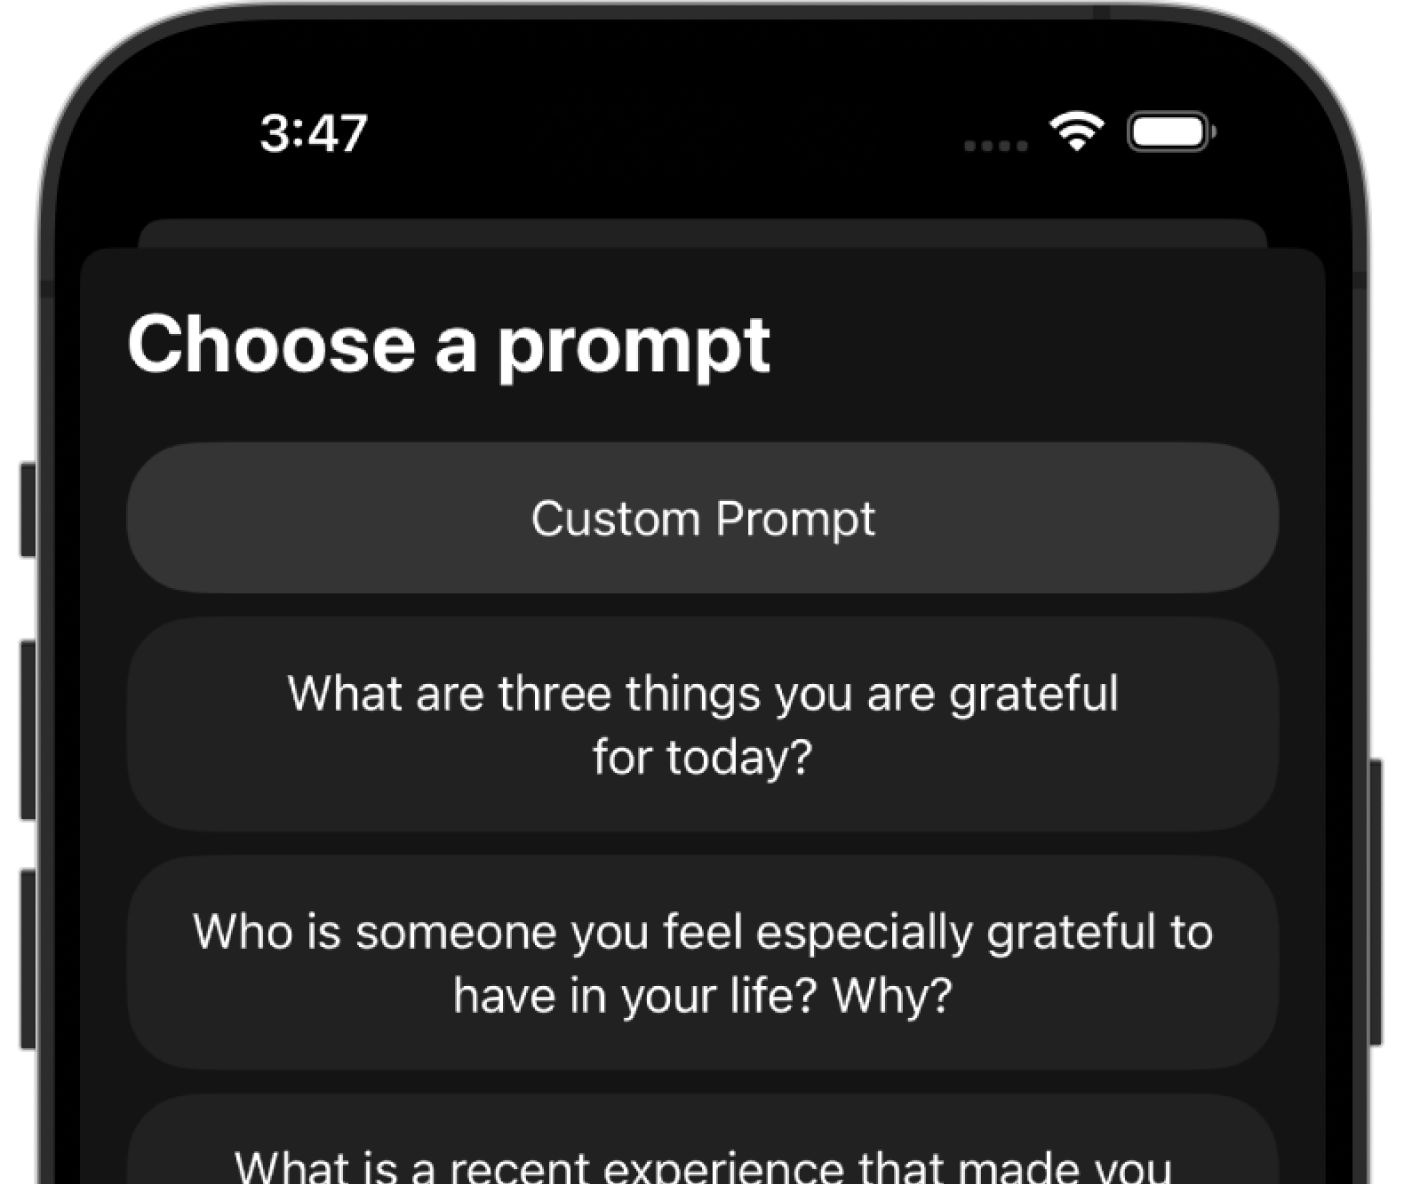 3:47
Choose a prompt
Custom Prompt
What are three things you are grateful
for today?
Who is someone you feel especially grateful to
have in your life? Why?
What is a recent experience that made you